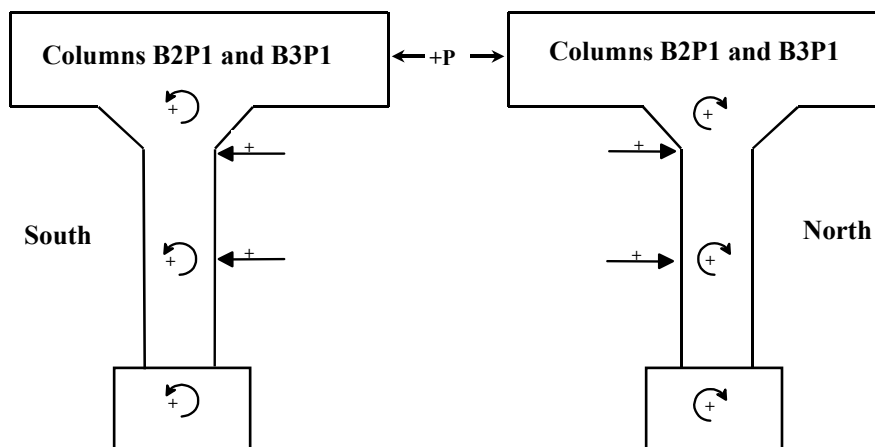 Columns B2P1 and B3P1
+P
Columns B2P1 and B3P1
+
+
+
+
South
North
+
+
+
+
+
+